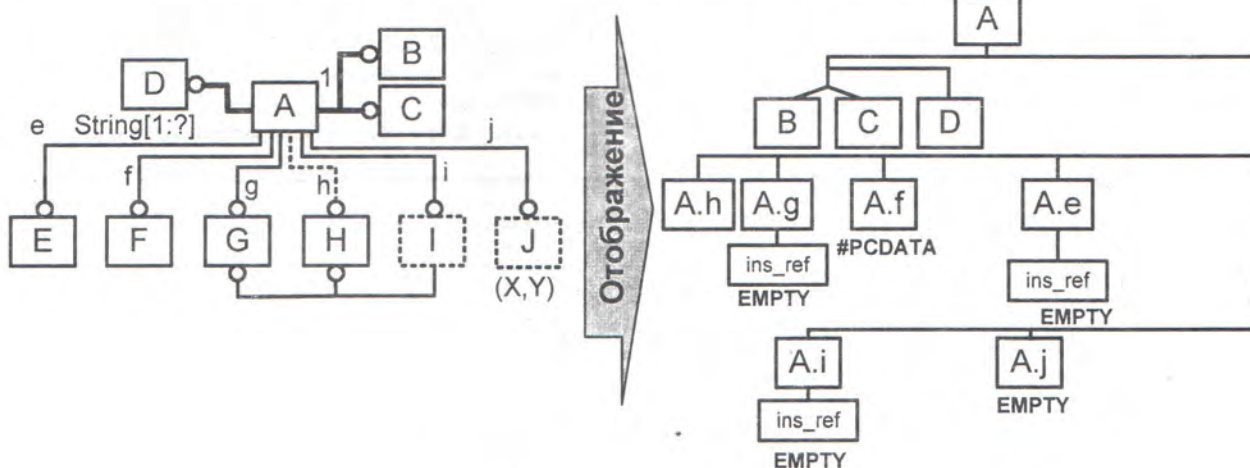 B
D
A
1
C
e
String[1:?]
j
f
g
h
i
E
F
G
H
I
J
(X,Y)
Отображение
A
B
C
D
A.h
A.g
A.f
A.e
#PCDATA
ins_ref
EMPTY
ins_ref
EMPTY
A.i
A.j
ins_ref
EMPTY
EMPTY